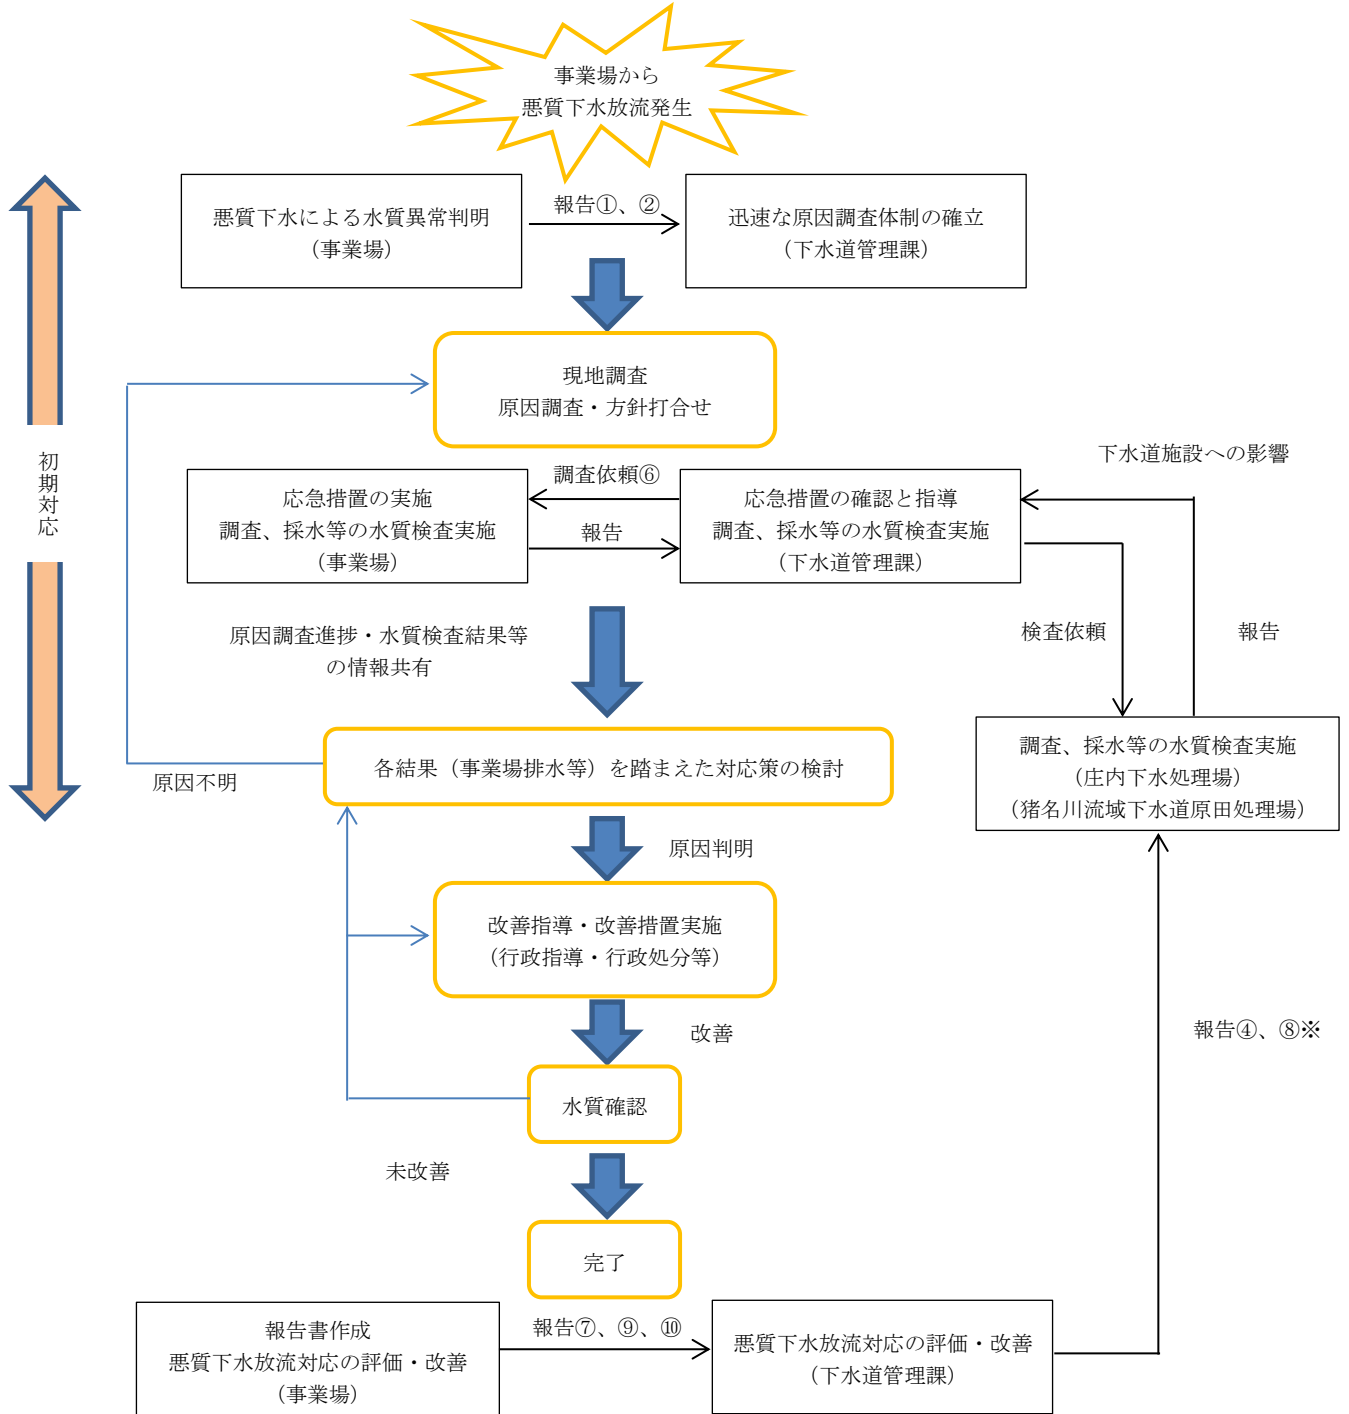 事業場から
悪質下水放流発生
悪質下水による水質異常判明
（事業場）
報告①、②
迅速な原因調査体制の確立
（下水道管理課）
現地調査
原因調査・方針打合せ
初期対応
下水道施設への影響
応急措置の実施
調査、採水等の水質検査実施
（事業場）
調査依頼⑥
報告
応急措置の確認と指導
調査、採水等の水質検査実施
（下水道管理課）
検査依頼
報告
原因調査進捗・水質検査結果等
の情報共有
各結果（事業場排水等）を踏まえた対応策の検討
原因不明
調査、採水等の水質検査実施
（庄内下水処理場）
（猪名川流域下水道原田処理場）
原因判明
改善指導・改善措置実施
（行政指導・行政処分等）
改善
報告④、⑧※
水質確認
未改善
完了
報告書作成
悪質下水放流対応の評価・改善
（事業場）
報告⑦、⑨、⑩
悪質下水放流対応の評価・改善
（下水道管理課）